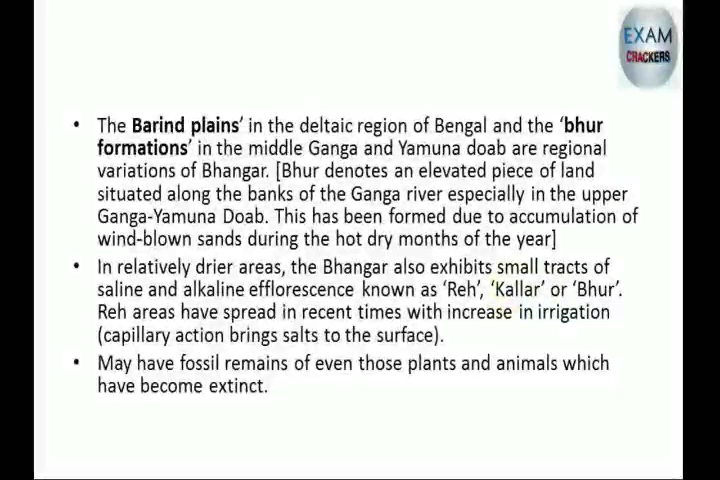 EXAM
CRACKERS
• The Barind plains' in the deltaic region of Bengal and the 'bhur
formations' in the middle Ganga and Yamuna doab are regional
variations of Bhangar. [Bhur denotes an elevated piece of land
situated along the banks of the Ganga river especially in the upper
Ganga-Yamuna Doab. This has been formed due to accumulation of
wind-blown sands during the hot dry months of the year]
• In relatively drier areas, the Bhangar also exhibits small tracts of
saline and alkaline efflorescence known as 'Reh', 'Kallar' or 'Bhur'.
Reh areas have spread in recent times with increase in irrigation
(capillary action brings salts to the surface).
• May have fossil remains of even those plants and animals which
have become extinct.